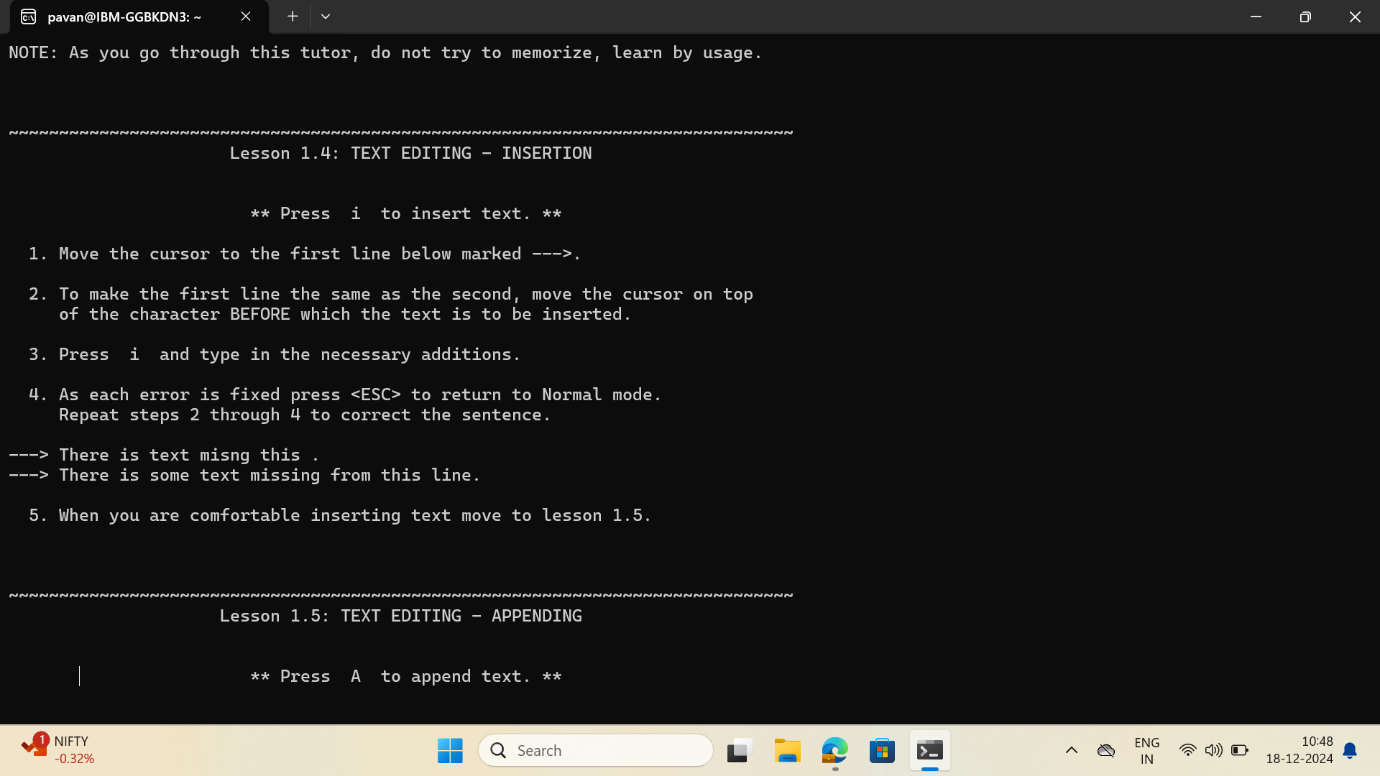 pavan@IBM-GGBKDN3: ~
NOTE: As you go through this tutor, do not try to memorize, learn by usage.
~~~~~~~~~~~~~~~~~~~~~~~~~~~~~~~~~~~~~~~~~~~~~~~~~~~~~~~~~~~~~~~~~~~~~~~~~~~~~~
Lesson 1.4: TEXT EDITING - INSERTION
** Press  i  to insert text. **
1. Move the cursor to the first line below marked --->.
2. To make the first line the same as the second, move the cursor on top
of the character BEFORE which the text is to be inserted.
3. Press  i  and type in the necessary additions.
4. As each error is fixed press <ESC> to return to Normal mode.
Repeat steps 2 through 4 to correct the sentence.
---> There is text misng this .
---> There is some text missing from this line.
5. When you are comfortable inserting text move to lesson 1.5.
~~~~~~~~~~~~~~~~~~~~~~~~~~~~~~~~~~~~~~~~~~~~~~~~~~~~~~~~~~~~~~~~~~~~~~~~~~~~~~
Lesson 1.5: TEXT EDITING - APPENDING
** Press  A  to append text. **
1
NIFTY
-0.32%
Search
ENG
IN
10:48
18-12-2024